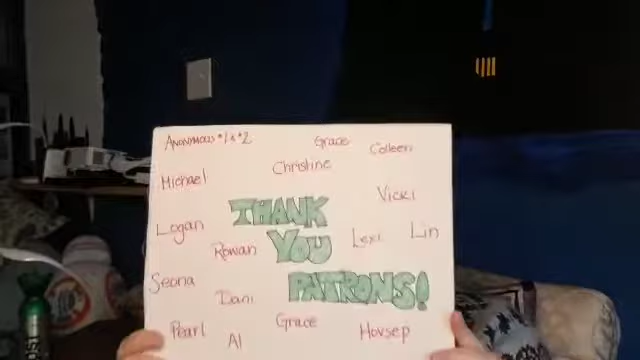 Anonymous #1 & #2
Grace
Colleen
Christine
Michael
Vicki
THANK
Logan
YOU
Lexi
Lin
Rowan
Seona
PATRONS!
Dani
Grace
Pearl
Al
Hovsep